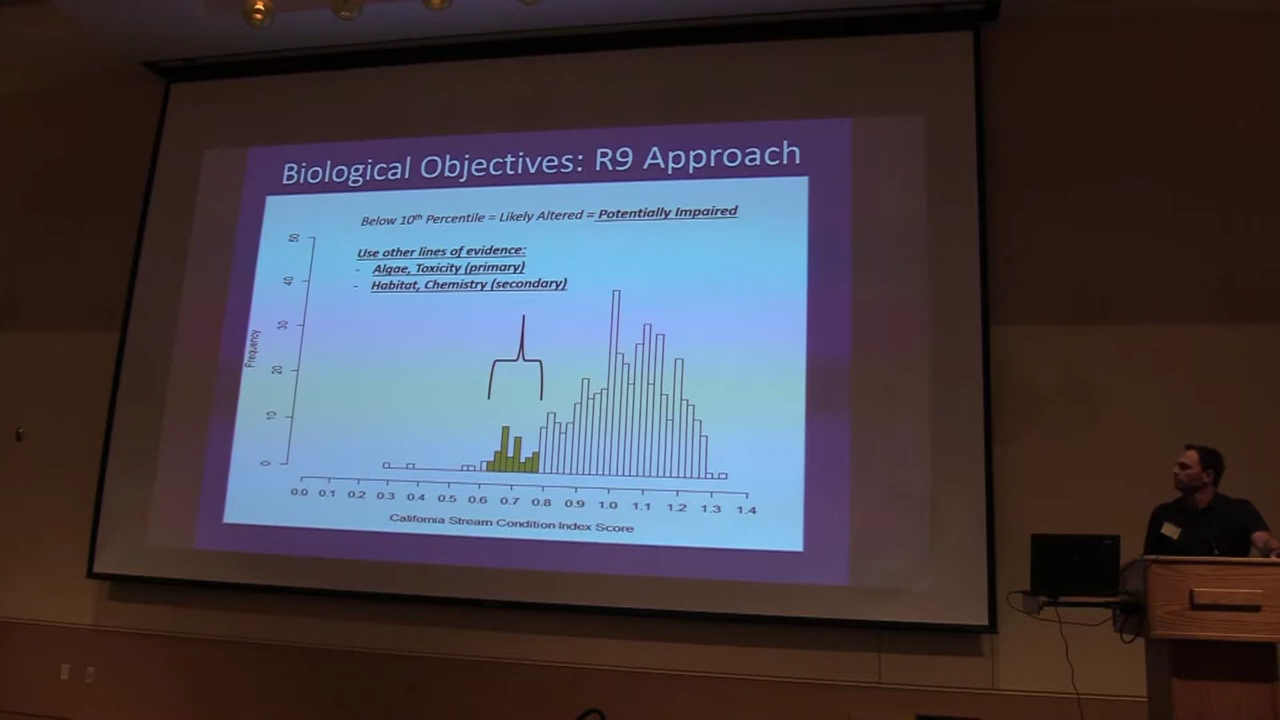 Biological Objectives: R9 Approach
Below 10th Percentile = Likely Altered = Potentially Impaired
Use other lines of evidence:
- Algae, Toxicity (primary)
- Habitat, Chemistry (secondary)
Frequency
50
40
30
20
10
0
0.0 0.1 0.2 0.3 0.4 0.5 0.6 0.7 0.8 0.9 1.0 1.1 1.2 1.3 1.4
California Stream Condition Index Score